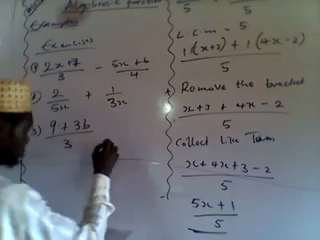 Algebraic fraction
Examples
Exercises
2x+7/3 - 5x+6/4
2) 2/5x + 1/3x
3) 9+3b/3
L C m = 5
1(x+3) + 1(4x-2)/5
Remove the bracket
x+3 + 4x-2/5
Collect Like Term
x+4x+3-2/5
5x+1/5